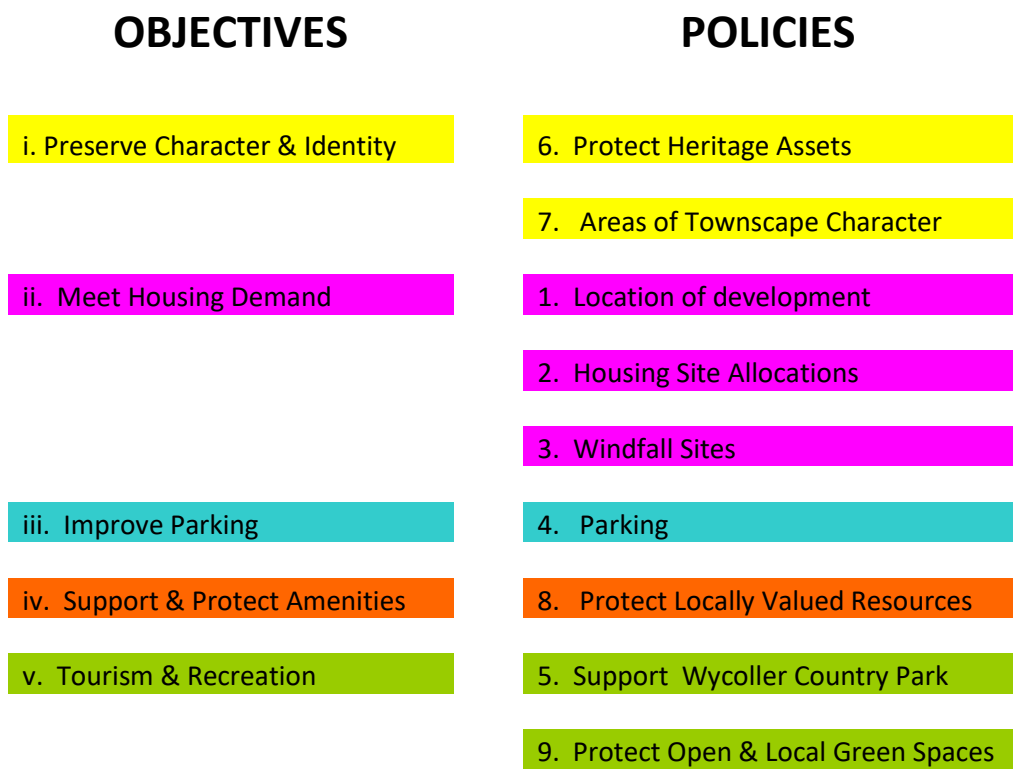 OBJECTIVES POLICIES
i. Preserve Character & Identity 6. Protect Heritage Assets
7. Areas of Townscape Character
ii. Meet Housing Demand 1. Location of development
2. Housing Site Allocations
3. Windfall Sites
iii. Improve Parking 4. Parking
iv. Support & Protect Amenities 8. Protect Locally Valued Resources
v. Tourism & Recreation 5. Support Wycoller Country Park
9. Protect Open & Local Green Spaces